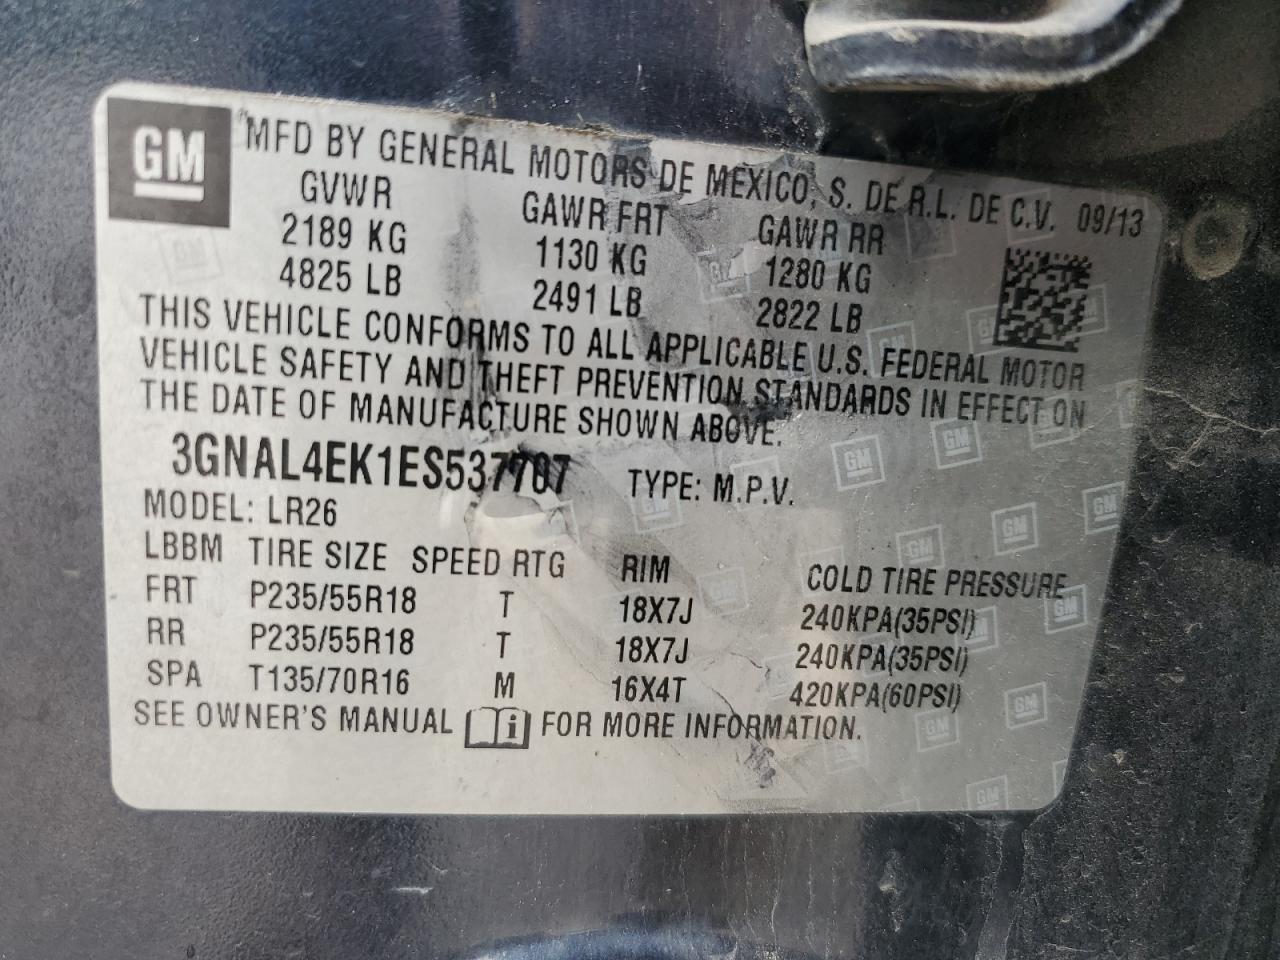 GM
MFD BY GENERAL MOTORS DE MEXICO, S. DE R.L. DE C.V. 09/13
GVWR GAWR FRT GAWR RR
2189 KG 1130 KG 1280 KG
4825 LB 2491 LB 2822 LB
THIS VEHICLE CONFORMS TO ALL APPLICABLE U.S. FEDERAL MOTOR
VEHICLE SAFETY AND THEFT PREVENTION STANDARDS IN EFFECT ON
THE DATE OF MANUFACTURE SHOWN ABOVE.
3GNAL4EK1ES537707 TYPE: M.P.V.
MODEL: LR26
LBBM TIRE SIZE SPEED RTG RIM COLD TIRE PRESSURE
FRT P235/55R18 T 18X7J 240KPA(35PSI)
RR P235/55R18 T 18X7J 240KPA(35PSI)
SPA T135/70R16 M 16X4T 420KPA(60PSI)
SEE OWNER'S MANUAL i FOR MORE INFORMATION.